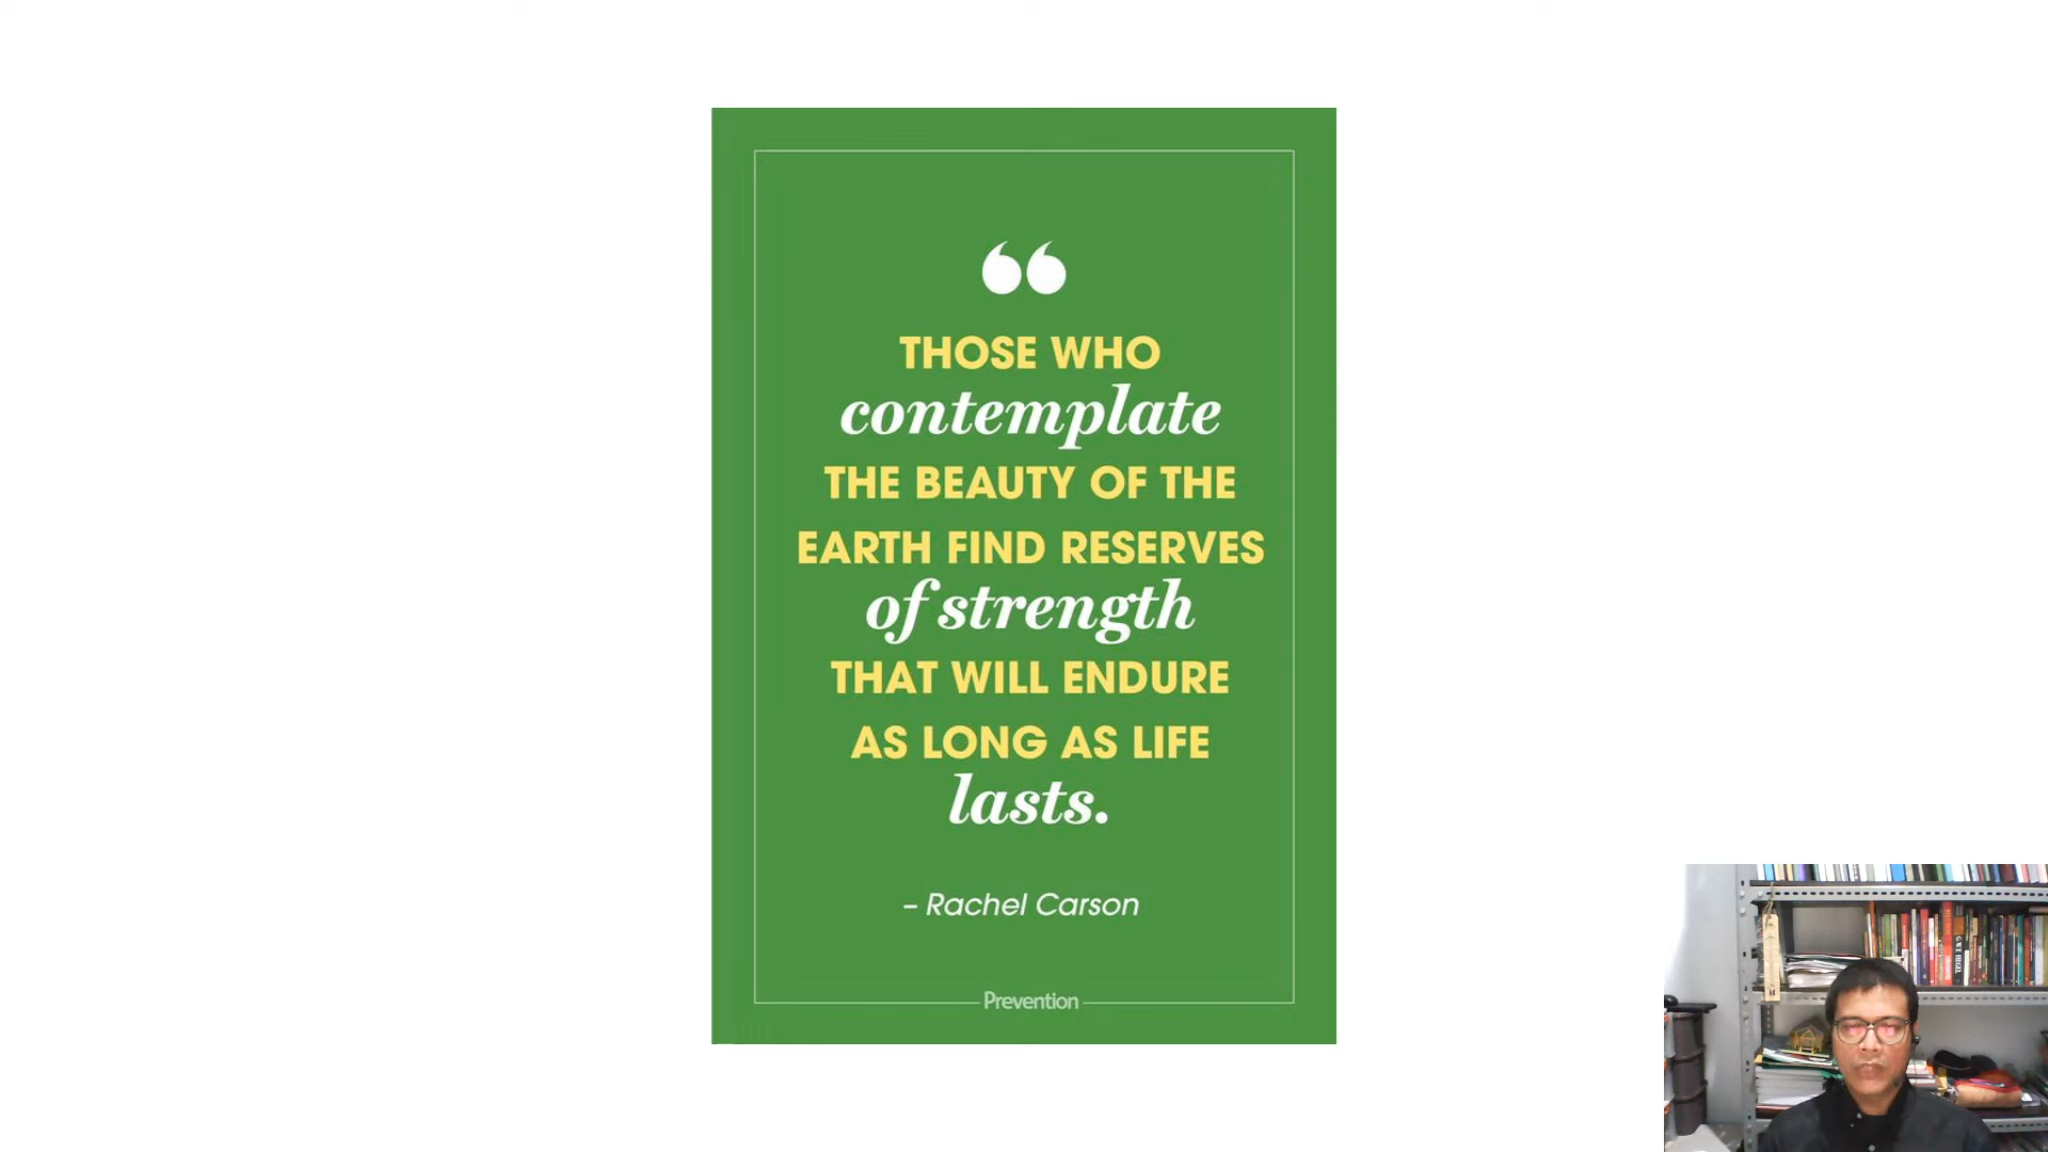 THOSE WHO
contemplate
THE BEAUTY OF THE
EARTH FIND RESERVES
of strength
THAT WILL ENDURE
AS LONG AS LIFE
lasts.
– Rachel Carson
Prevention